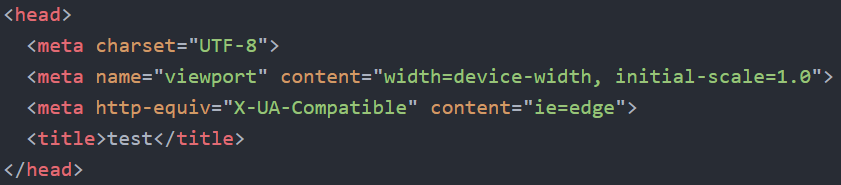 <head>
  <meta charset="UTF-8">
  <meta name="viewport" content="width=device-width, initial-scale=1.0">
  <meta http-equiv="X-UA-Compatible" content="ie=edge">
  <title>test</title>
</head>